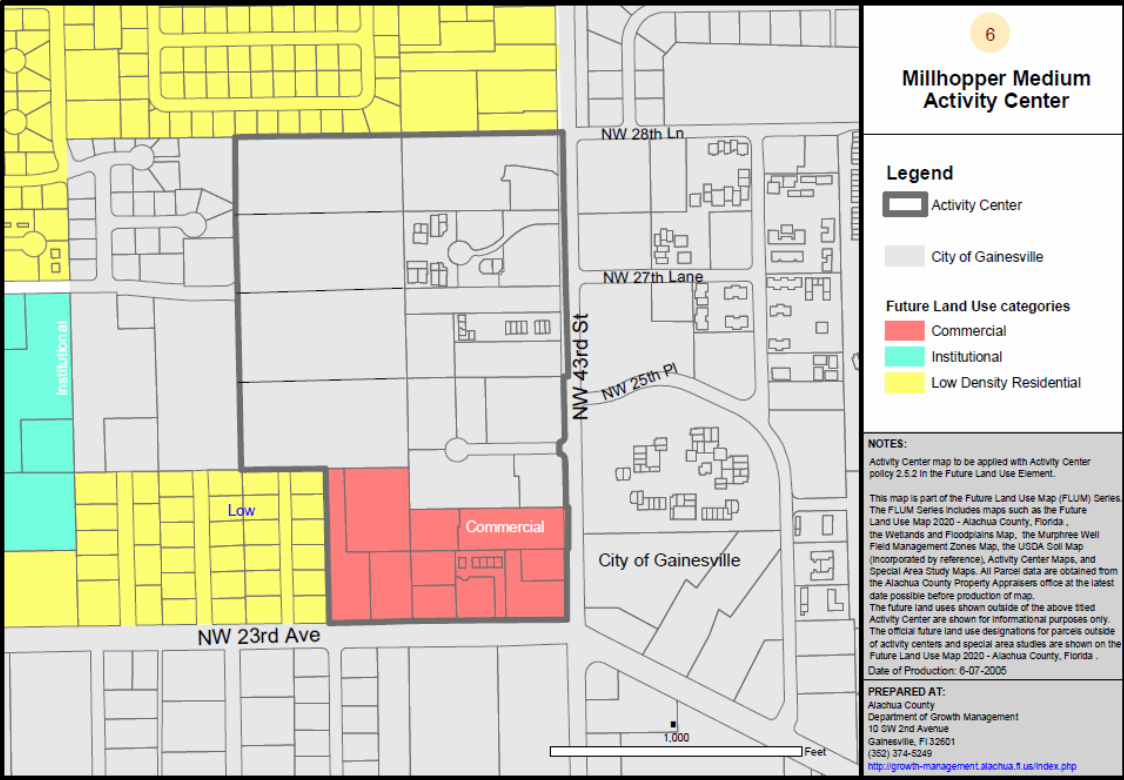 NW 28th Ln
NW 27th Lane
NW 43rd St
NW 25th Pl
Institutional
Low
Commercial
City of Gainesville
NW 23rd Ave
1,000
Feet
6
Millhopper Medium
Activity Center
Legend
Activity Center
City of Gainesville
Future Land Use categories
Commercial
Institutional
Low Density Residential
NOTES:
Activity Center map to be applied with Activity Center
policy 2.5.2 in the Future Land Use Element.
This map is part of the Future Land Use Map (FLUM) Series.
The FLUM Series includes maps such as the Future
Land Use Map 2020 - Alachua County, Florida ,
the Wetlands and Floodplains Map, the Murphree Well
Field Management Zones Map, the USDA Soil Map
(incorporated by reference), Activity Center Maps, and
Special Area Study Maps. All Parcel data are obtained from
the Alachua County Property Appraisers office at the latest
date possible before production of map.
The future land uses shown outside of the above titled
Activity Center are shown for informational purposes only.
The official future land use designations for parcels outside
of activity centers and special area studies are shown on the
Future Land Use Map 2020 - Alachua County, Florida .
Date of Production: 6-07-2005
PREPARED AT:
Alachua County
Department of Growth Management
10 SW 2nd Avenue
Gainesville, Fl 32601
(352) 374-5249
http://growth-management.alachua.fl.us/index.php